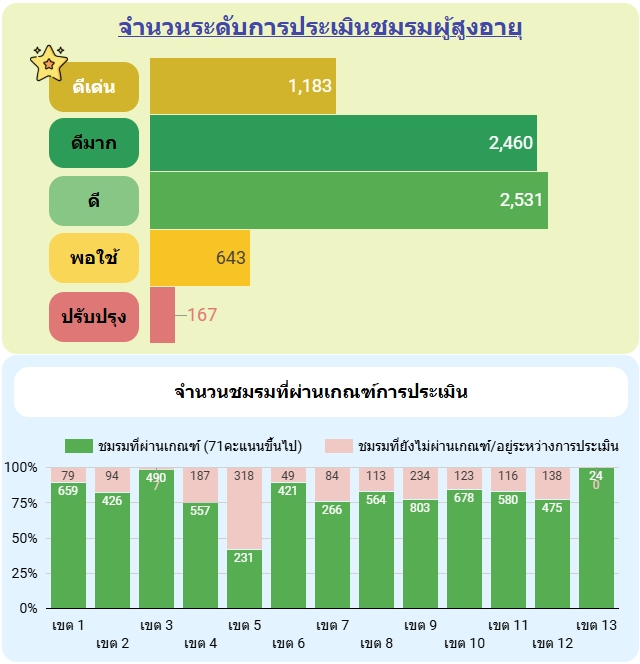 จำนวนระดับการประเมินชมรมผู้สูงอายุ
ดีเด่น 1,183
ดีมาก 2,460
ดี 2,531
พอใช้ 643
ปรับปรุง 167
จำนวนชมรมที่ผ่านเกณฑ์การประเมิน
ชมรมที่ผ่านเกณฑ์ (71คะแนนขึ้นไป) ชมรมที่ยังไม่ผ่านเกณฑ์/อยู่ระหว่างการประเมิน
100%
75%
50%
25%
0%
79 94 7 187 318 49 84 113 234 123 116 138 0
659 426 490 557 231 421 266 564 803 678 580 475 24
เขต 1 เขต 3 เขต 5 เขต 7 เขต 9 เขต 11 เขต 13
เขต 2 เขต 4 เขต 6 เขต 8 เขต 10 เขต 12